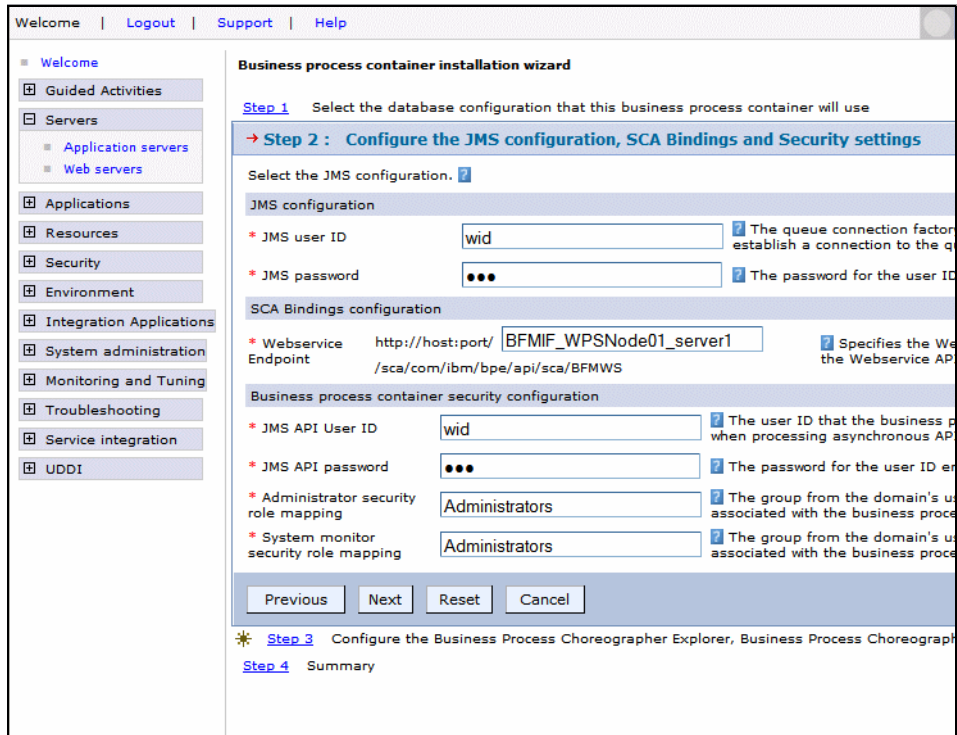 Welcome | Logout | Support | Help
Welcome
Guided Activities
Servers
Application servers
Web servers
Applications
Resources
Security
Environment
Integration Applications
System administration
Monitoring and Tuning
Troubleshooting
Service integration
UDDI
Business process container installation wizard
Step 1 Select the database configuration that this business process container will use
Step 2 : Configure the JMS configuration, SCA Bindings and Security settings
Select the JMS configuration. ?
JMS configuration
* JMS user ID wid ? The queue connection factory
establish a connection to the q
* JMS password ●●● ? The password for the user ID
SCA Bindings configuration
* Webservice Endpoint http://host:port/ BFMIF_WPSNode01_server1 ? Specifies the We
/sca/com/ibm/bpe/api/sca/BFMWS the Webservice AP
Business process container security configuration
* JMS API User ID wid ? The user ID that the business p
when processing asynchronous AP
* JMS API password ●●● ? The password for the user ID en
* Administrator security role mapping Administrators ? The group from the domain's us
associated with the business proce
* System monitor security role mapping Administrators ? The group from the domain's us
associated with the business proce
Previous Next Reset Cancel
Step 3 Configure the Business Process Choreographer Explorer, Business Process Choreograph
Step 4 Summary